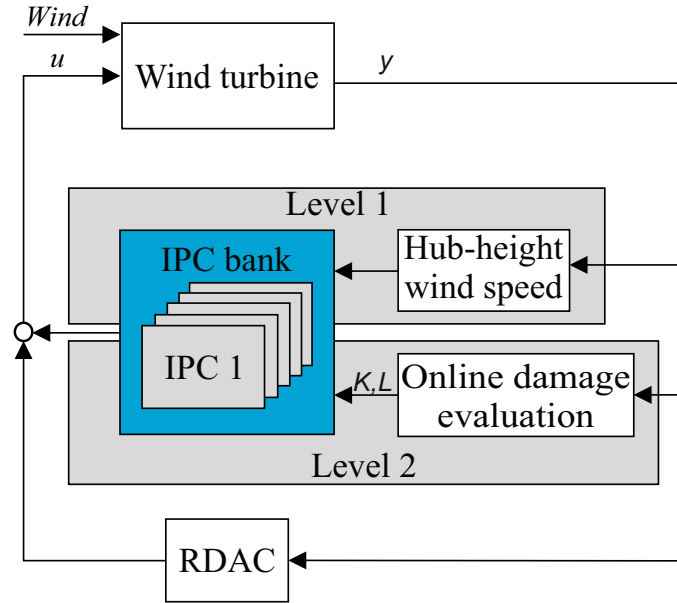 Wind
u
Wind turbine
y
Level 1
IPC bank
Hub-height
wind speed
IPC 1
K,L
Online damage
evaluation
Level 2
RDAC